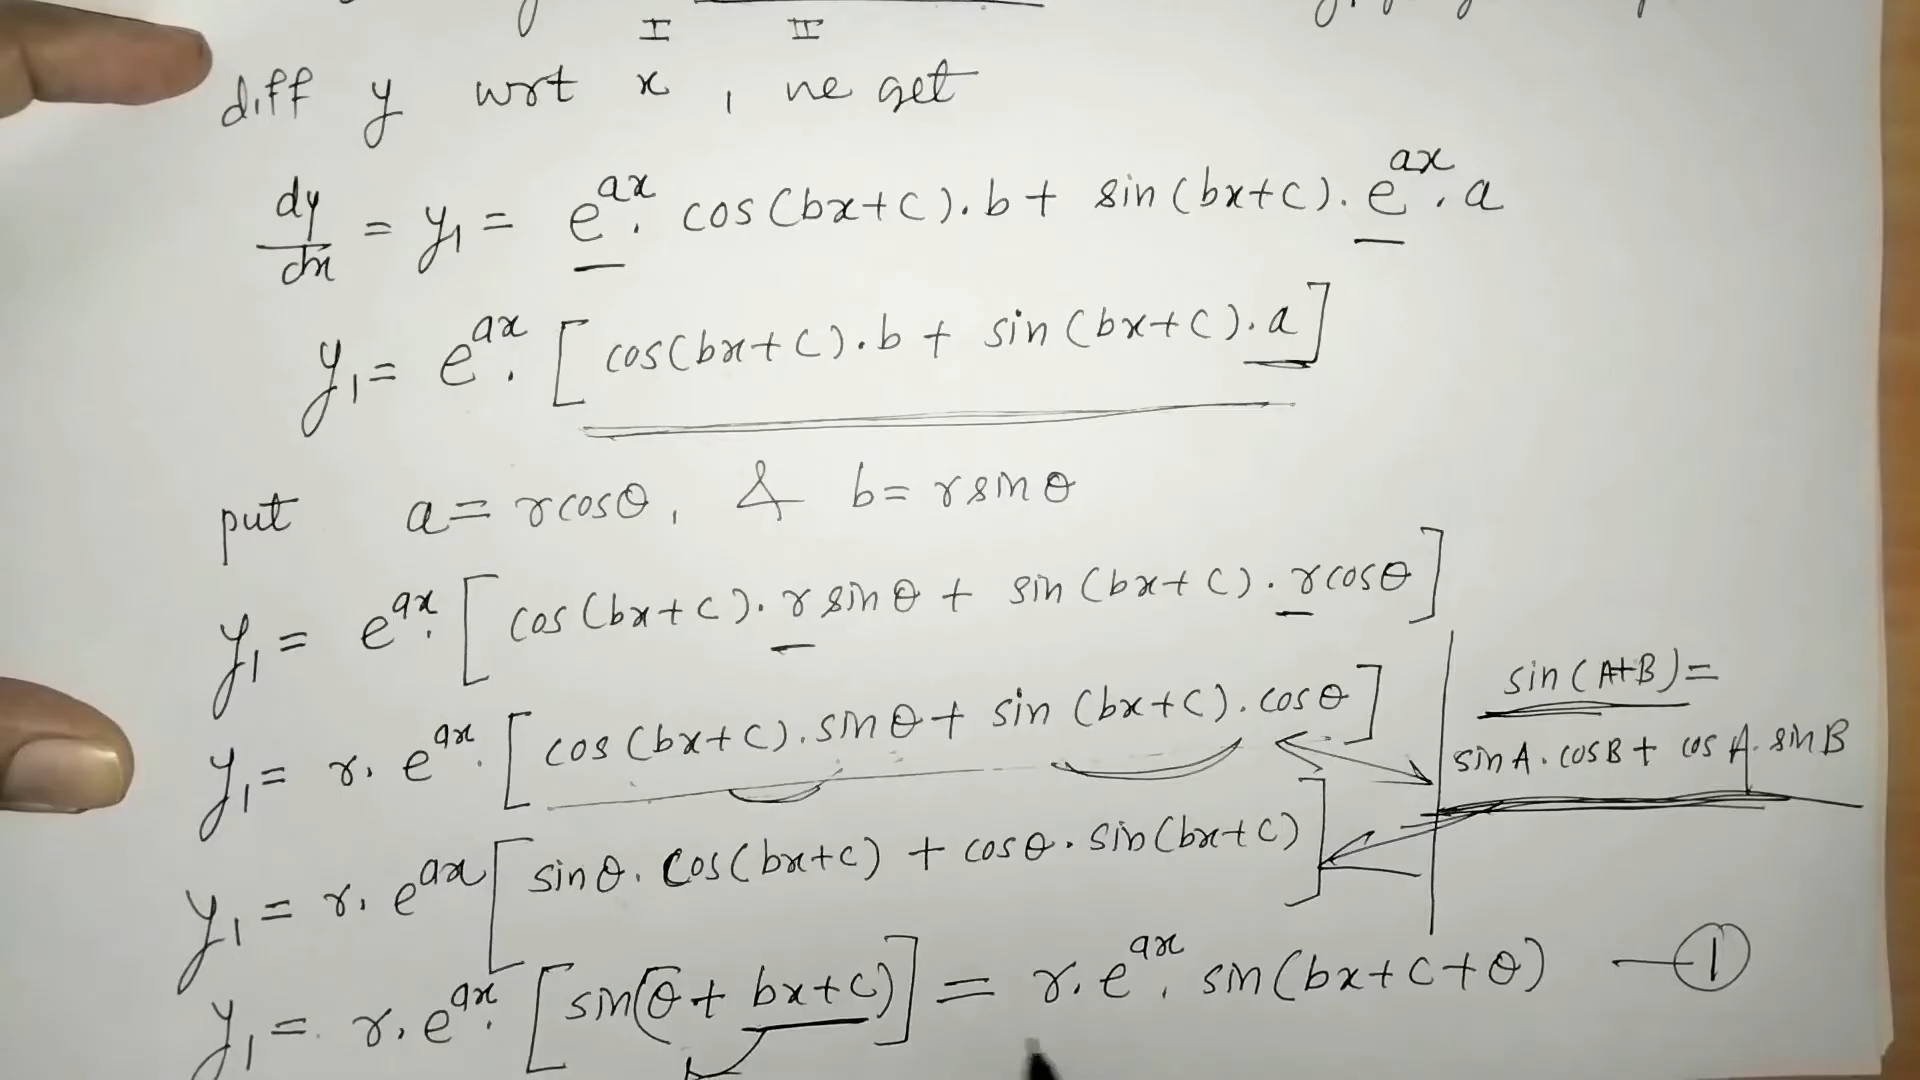 I II
diff y wrt x, we get
dy/dx = y₁ = e^{ax}. cos(bx+c).b + sin(bx+c). e^{ax}.a
y₁ = e^{ax}. [cos(bx+c).b + sin(bx+c).a]
put a = r cosθ, & b = r sinθ
y₁ = e^{ax}. [cos(bx+c). r sinθ + sin(bx+c). r cosθ]
y₁ = r. e^{ax}. [cos(bx+c). sinθ + sin(bx+c). cosθ]
sin(A+B) =
sinA. cosB + cosA. sinB
y₁ = r. e^{ax} [sinθ. cos(bx+c) + cosθ. sin(bx+c)]
y₁ = r. e^{ax}. [sin(θ + bx+c)] = r. e^{ax}. sin(bx+c+θ) — ①